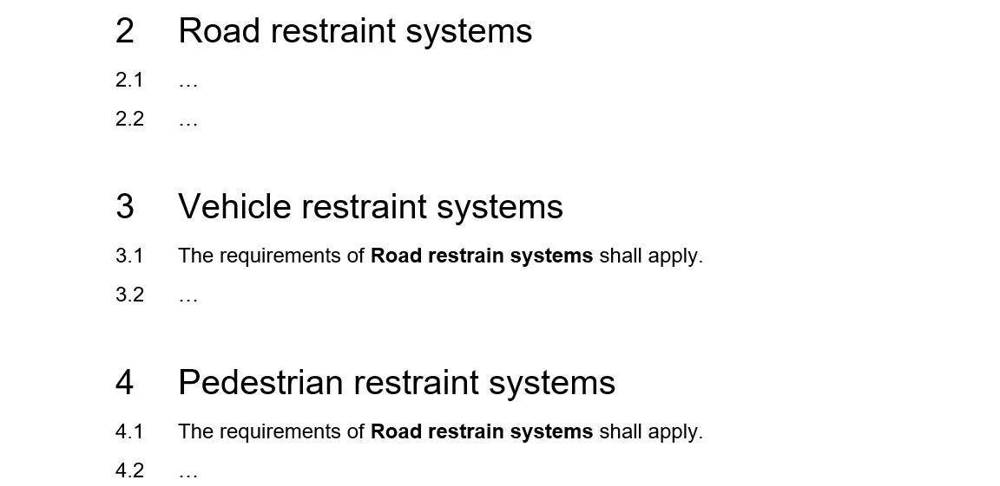 2 Road restraint systems
2.1 …
2.2 …
3 Vehicle restraint systems
3.1 The requirements of Road restrain systems shall apply.
3.2 …
4 Pedestrian restraint systems
4.1 The requirements of Road restrain systems shall apply.
4.2 …